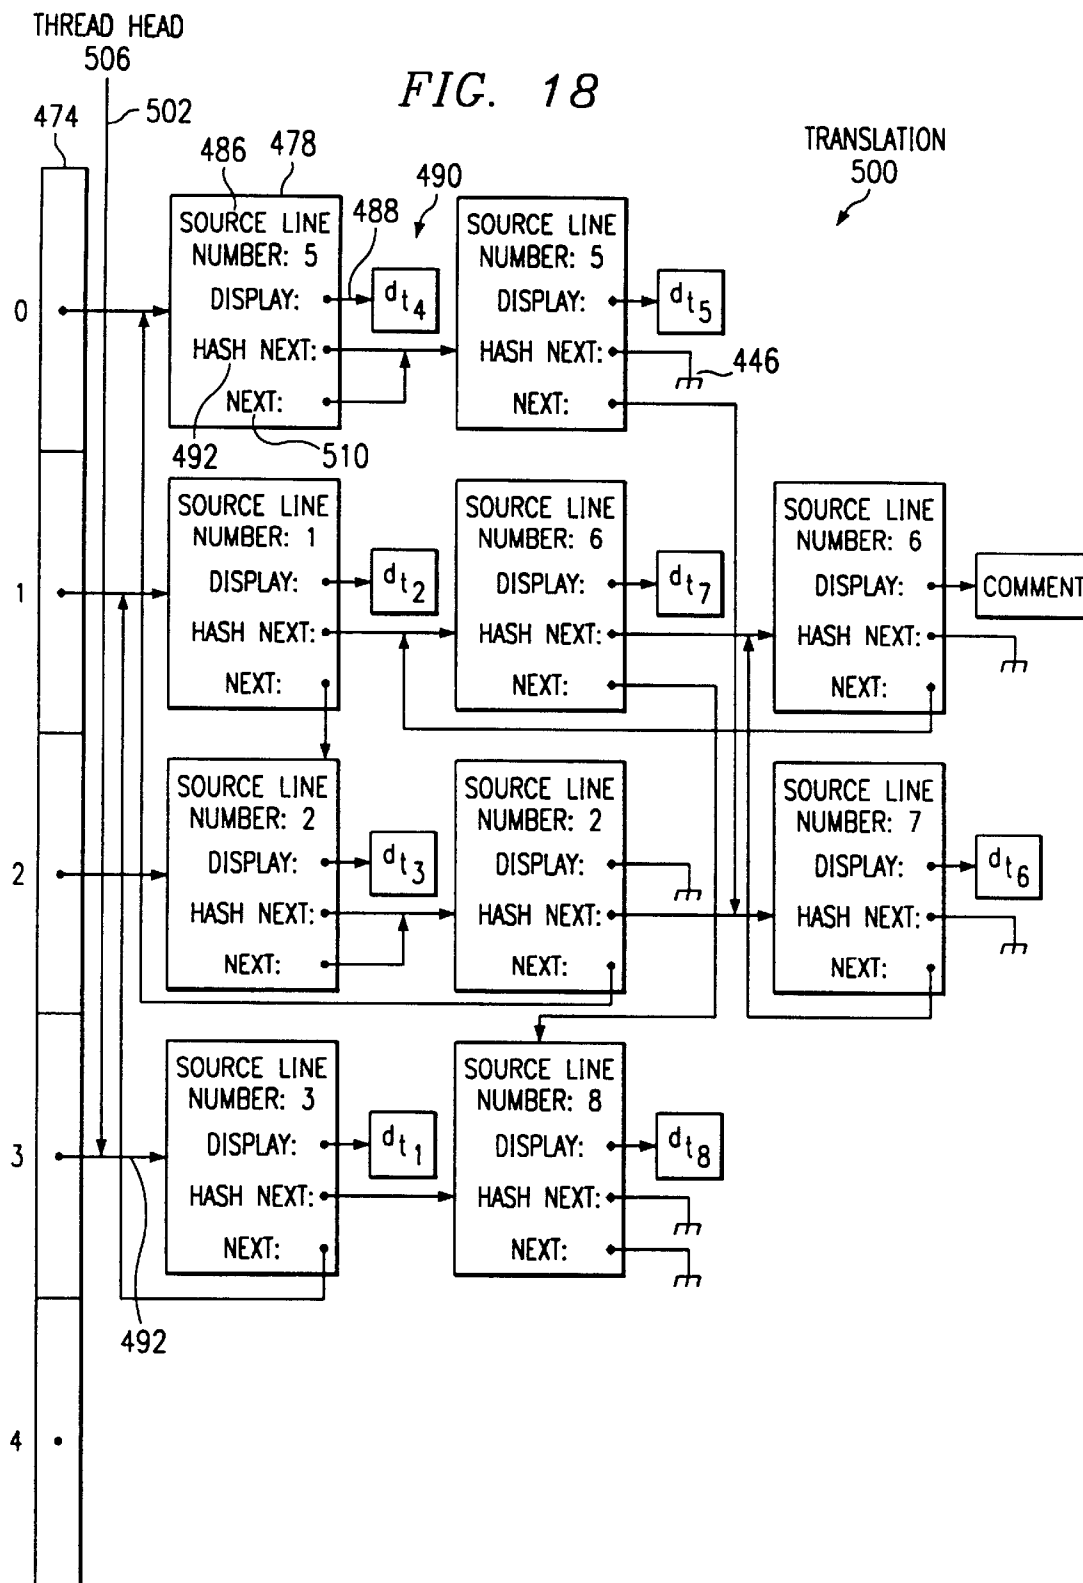 THREAD HEAD
506
FIG. 18
474
502
TRANSLATION
500
486
478
490
488
0
SOURCE LINE
NUMBER: 5
DISPLAY:
HASH NEXT:
NEXT:
dt4
SOURCE LINE
NUMBER: 5
DISPLAY:
HASH NEXT:
NEXT:
dt5
446
492
510
1
SOURCE LINE
NUMBER: 1
DISPLAY:
HASH NEXT:
NEXT:
dt2
SOURCE LINE
NUMBER: 6
DISPLAY:
HASH NEXT:
NEXT:
dt7
SOURCE LINE
NUMBER: 6
DISPLAY:
HASH NEXT:
NEXT:
COMMENT
2
SOURCE LINE
NUMBER: 2
DISPLAY:
HASH NEXT:
NEXT:
dt3
SOURCE LINE
NUMBER: 2
DISPLAY:
HASH NEXT:
NEXT:
SOURCE LINE
NUMBER: 7
DISPLAY:
HASH NEXT:
NEXT:
dt6
3
SOURCE LINE
NUMBER: 3
DISPLAY:
HASH NEXT:
NEXT:
dt1
SOURCE LINE
NUMBER: 8
DISPLAY:
HASH NEXT:
NEXT:
dt8
492
4